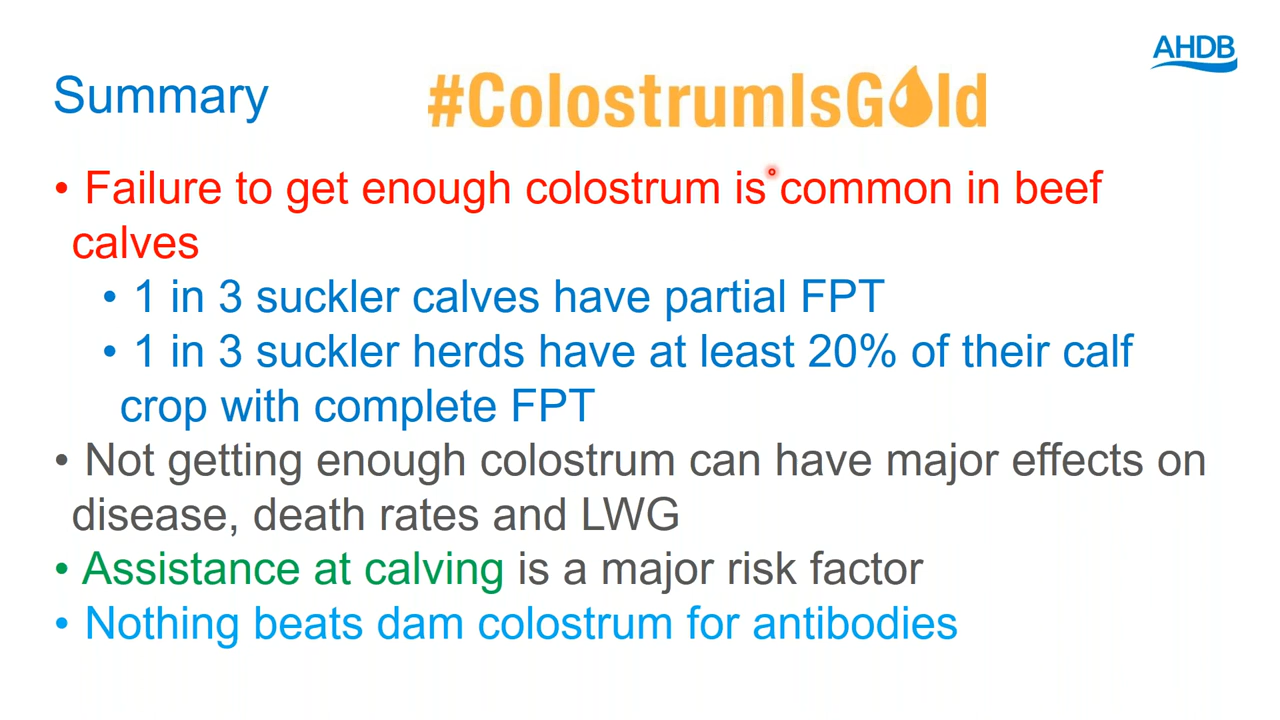 AHDB
Summary
#ColostrumIsGold
• Failure to get enough colostrum is common in beef
calves
• 1 in 3 suckler calves have partial FPT
• 1 in 3 suckler herds have at least 20% of their calf
crop with complete FPT
• Not getting enough colostrum can have major effects on
disease, death rates and LWG
• Assistance at calving is a major risk factor
• Nothing beats dam colostrum for antibodies